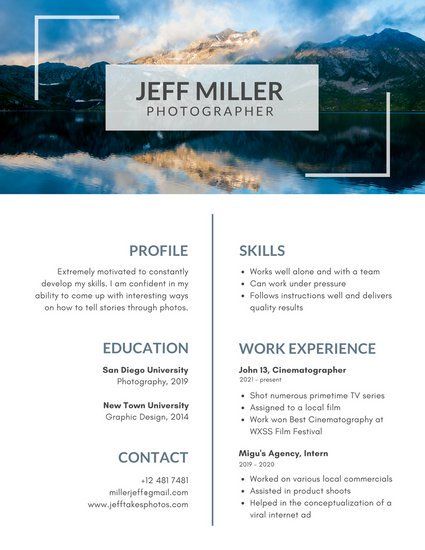 JEFF MILLER
PHOTOGRAPHER
PROFILE
Extremely motivated to constantly
develop my skills. I am confident in my
ability to come up with interesting ways
on how to tell stories through photos.
EDUCATION
San Diego University
Photography, 2019
New Town University
Graphic Design, 2014
CONTACT
+12 481 7481
millerjeff@gmail.com
www.jefftakesphotos.com
SKILLS
Works well alone and with a team
Can work under pressure
Follows instructions well and delivers
quality results
WORK EXPERIENCE
John 13, Cinematographer
2021 - present
Shot numerous primetime TV series
Assigned to a local film
Work won Best Cinematography at
WXSS Film Festival
Migu's Agency, Intern
2019 - 2020
Worked on various local commercials
Assisted in product shoots
Helped in the conceptualization of a
viral internet ad